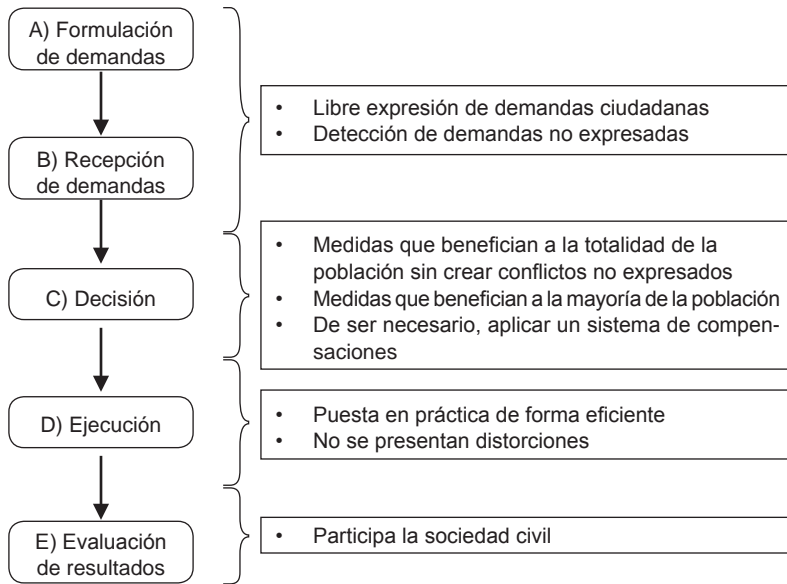 A) Formulación
de demandas
• Libre expresión de demandas ciudadanas
• Detección de demandas no expresadas
B) Recepción
de demandas
• Medidas que benefician a la totalidad de la
población sin crear conflictos no expresados
• Medidas que benefician a la mayoría de la población
• De ser necesario, aplicar un sistema de compen-
saciones
C) Decisión
D) Ejecución
• Puesta en práctica de forma eficiente
• No se presentan distorciones
E) Evaluación
de resultados
• Participa la sociedad civil